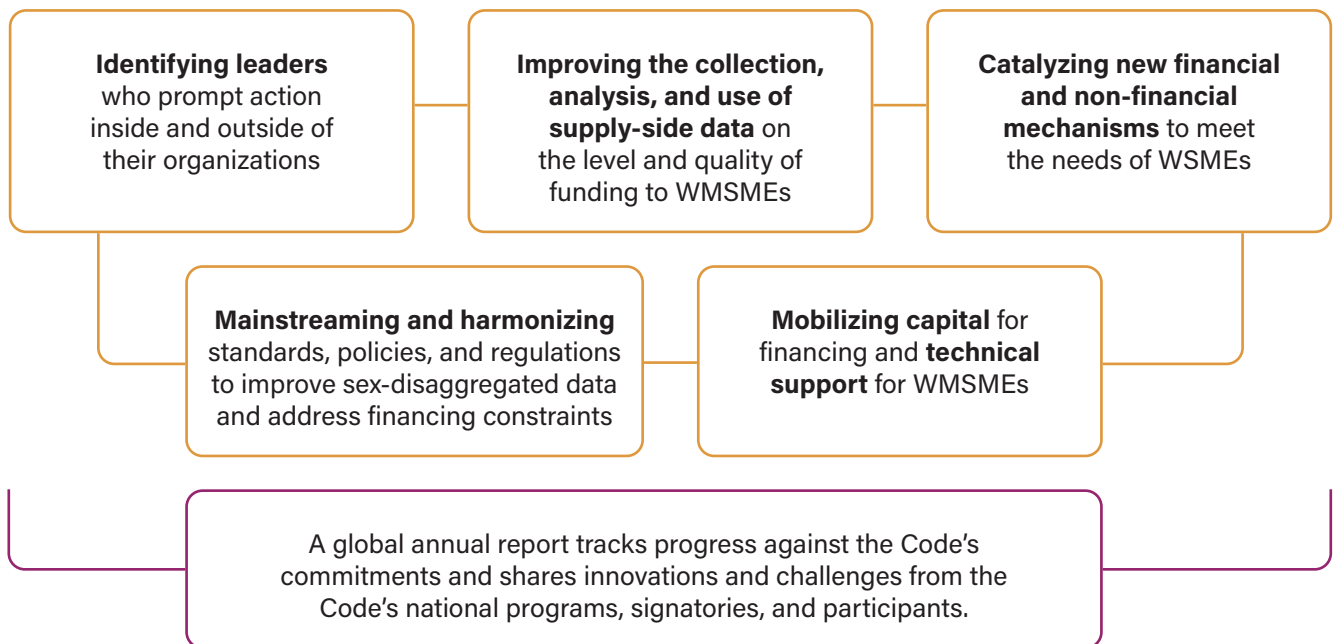 Identifying leaders
who prompt action
inside and outside of
their organizations
Improving the collection,
analysis, and use of
supply-side data on
the level and quality of
funding to WMSMEs
Catalyzing new financial
and non-financial
mechanisms to meet
the needs of WSMEs
Mainstreaming and harmonizing
standards, policies, and regulations
to improve sex-disaggregated data
and address financing constraints
Mobilizing capital for
financing and technical
support for WMSMEs
A global annual report tracks progress against the Code’s
commitments and shares innovations and challenges from the
Code’s national programs, signatories, and participants.